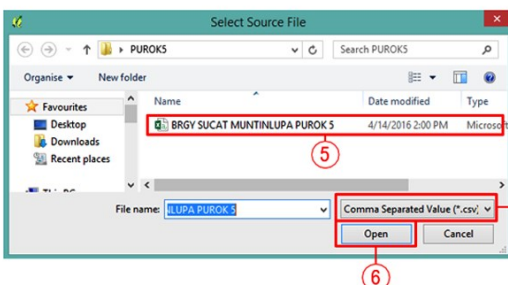 Select Source File
PUROK5
Search PUROK5
Organise
New folder
Favourites
Desktop
Downloads
Recent places
Name
Date modified
Type
BRGY SUCAT MUNTINLUPA PUROK 5
4/14/2016 2:00 PM
Microsoft
5
File name:
ILUPA PUROK 5
Comma Separated Value (*.csv)
Open
Cancel
6